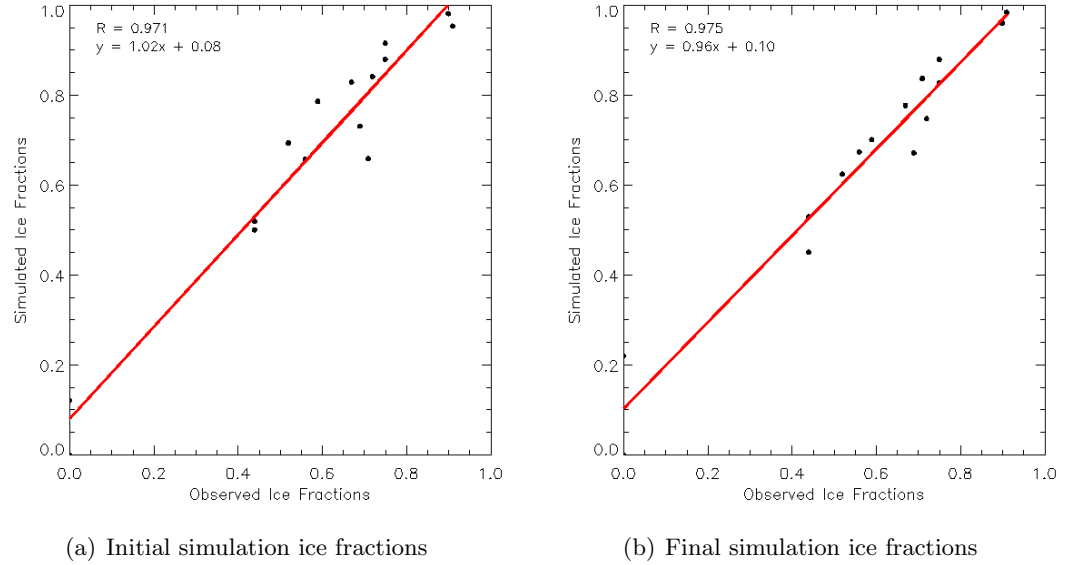 R = 0.971
y = 1.02x + 0.08
1.0
0.8
0.6
0.4
0.2
0.0
Simulated Ice Fractions
0.0 0.2 0.4 0.6 0.8 1.0
Observed Ice Fractions
(a) Initial simulation ice fractions
R = 0.975
y = 0.96x + 0.10
1.0
0.8
0.6
0.4
0.2
0.0
Simulated Ice Fractions
0.0 0.2 0.4 0.6 0.8 1.0
Observed Ice Fractions
(b) Final simulation ice fractions